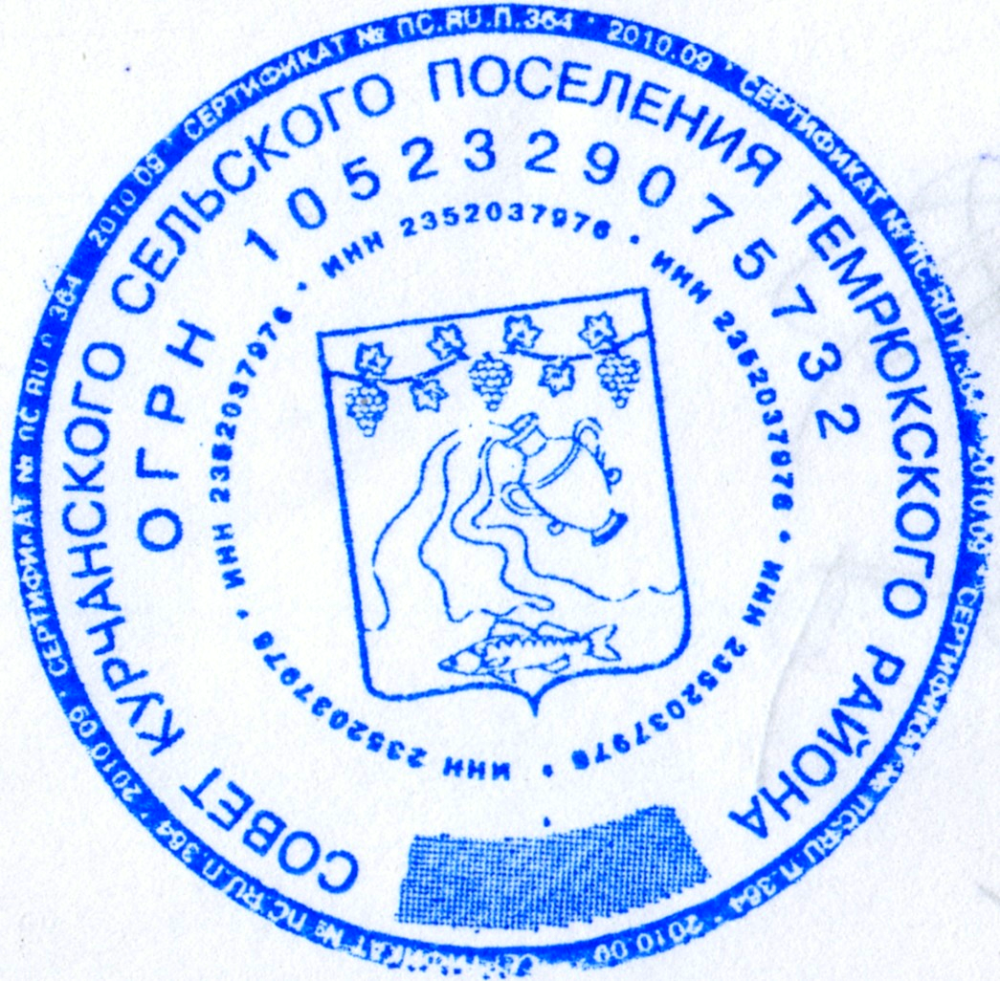 СЕРТИФИКАТ № ПС.RU.П.364 * 2010.09 * СЕРТИФИКАТ № ПС.RU.П.364 * 2010.09 * СЕРТИФИКАТ № ПС.RU.П.364 * 2010.09 * СЕРТИФИКАТ № ПС.RU.П.364 * 2010.09 * СЕРТИФИКАТ № ПС.RU.П.364 * 2010.09
СОВЕТ КУРЧАНСКОГО СЕЛЬСКОГО ПОСЕЛЕНИЯ ТЕМРЮКСКОГО РАЙОНА
ОГРН 1052329075732
ИНН 2352037976 * ИНН 2352037976 * ИНН 2352037976 * ИНН 2352037976 * ИНН 2352037976 * ИНН 2352037976 *